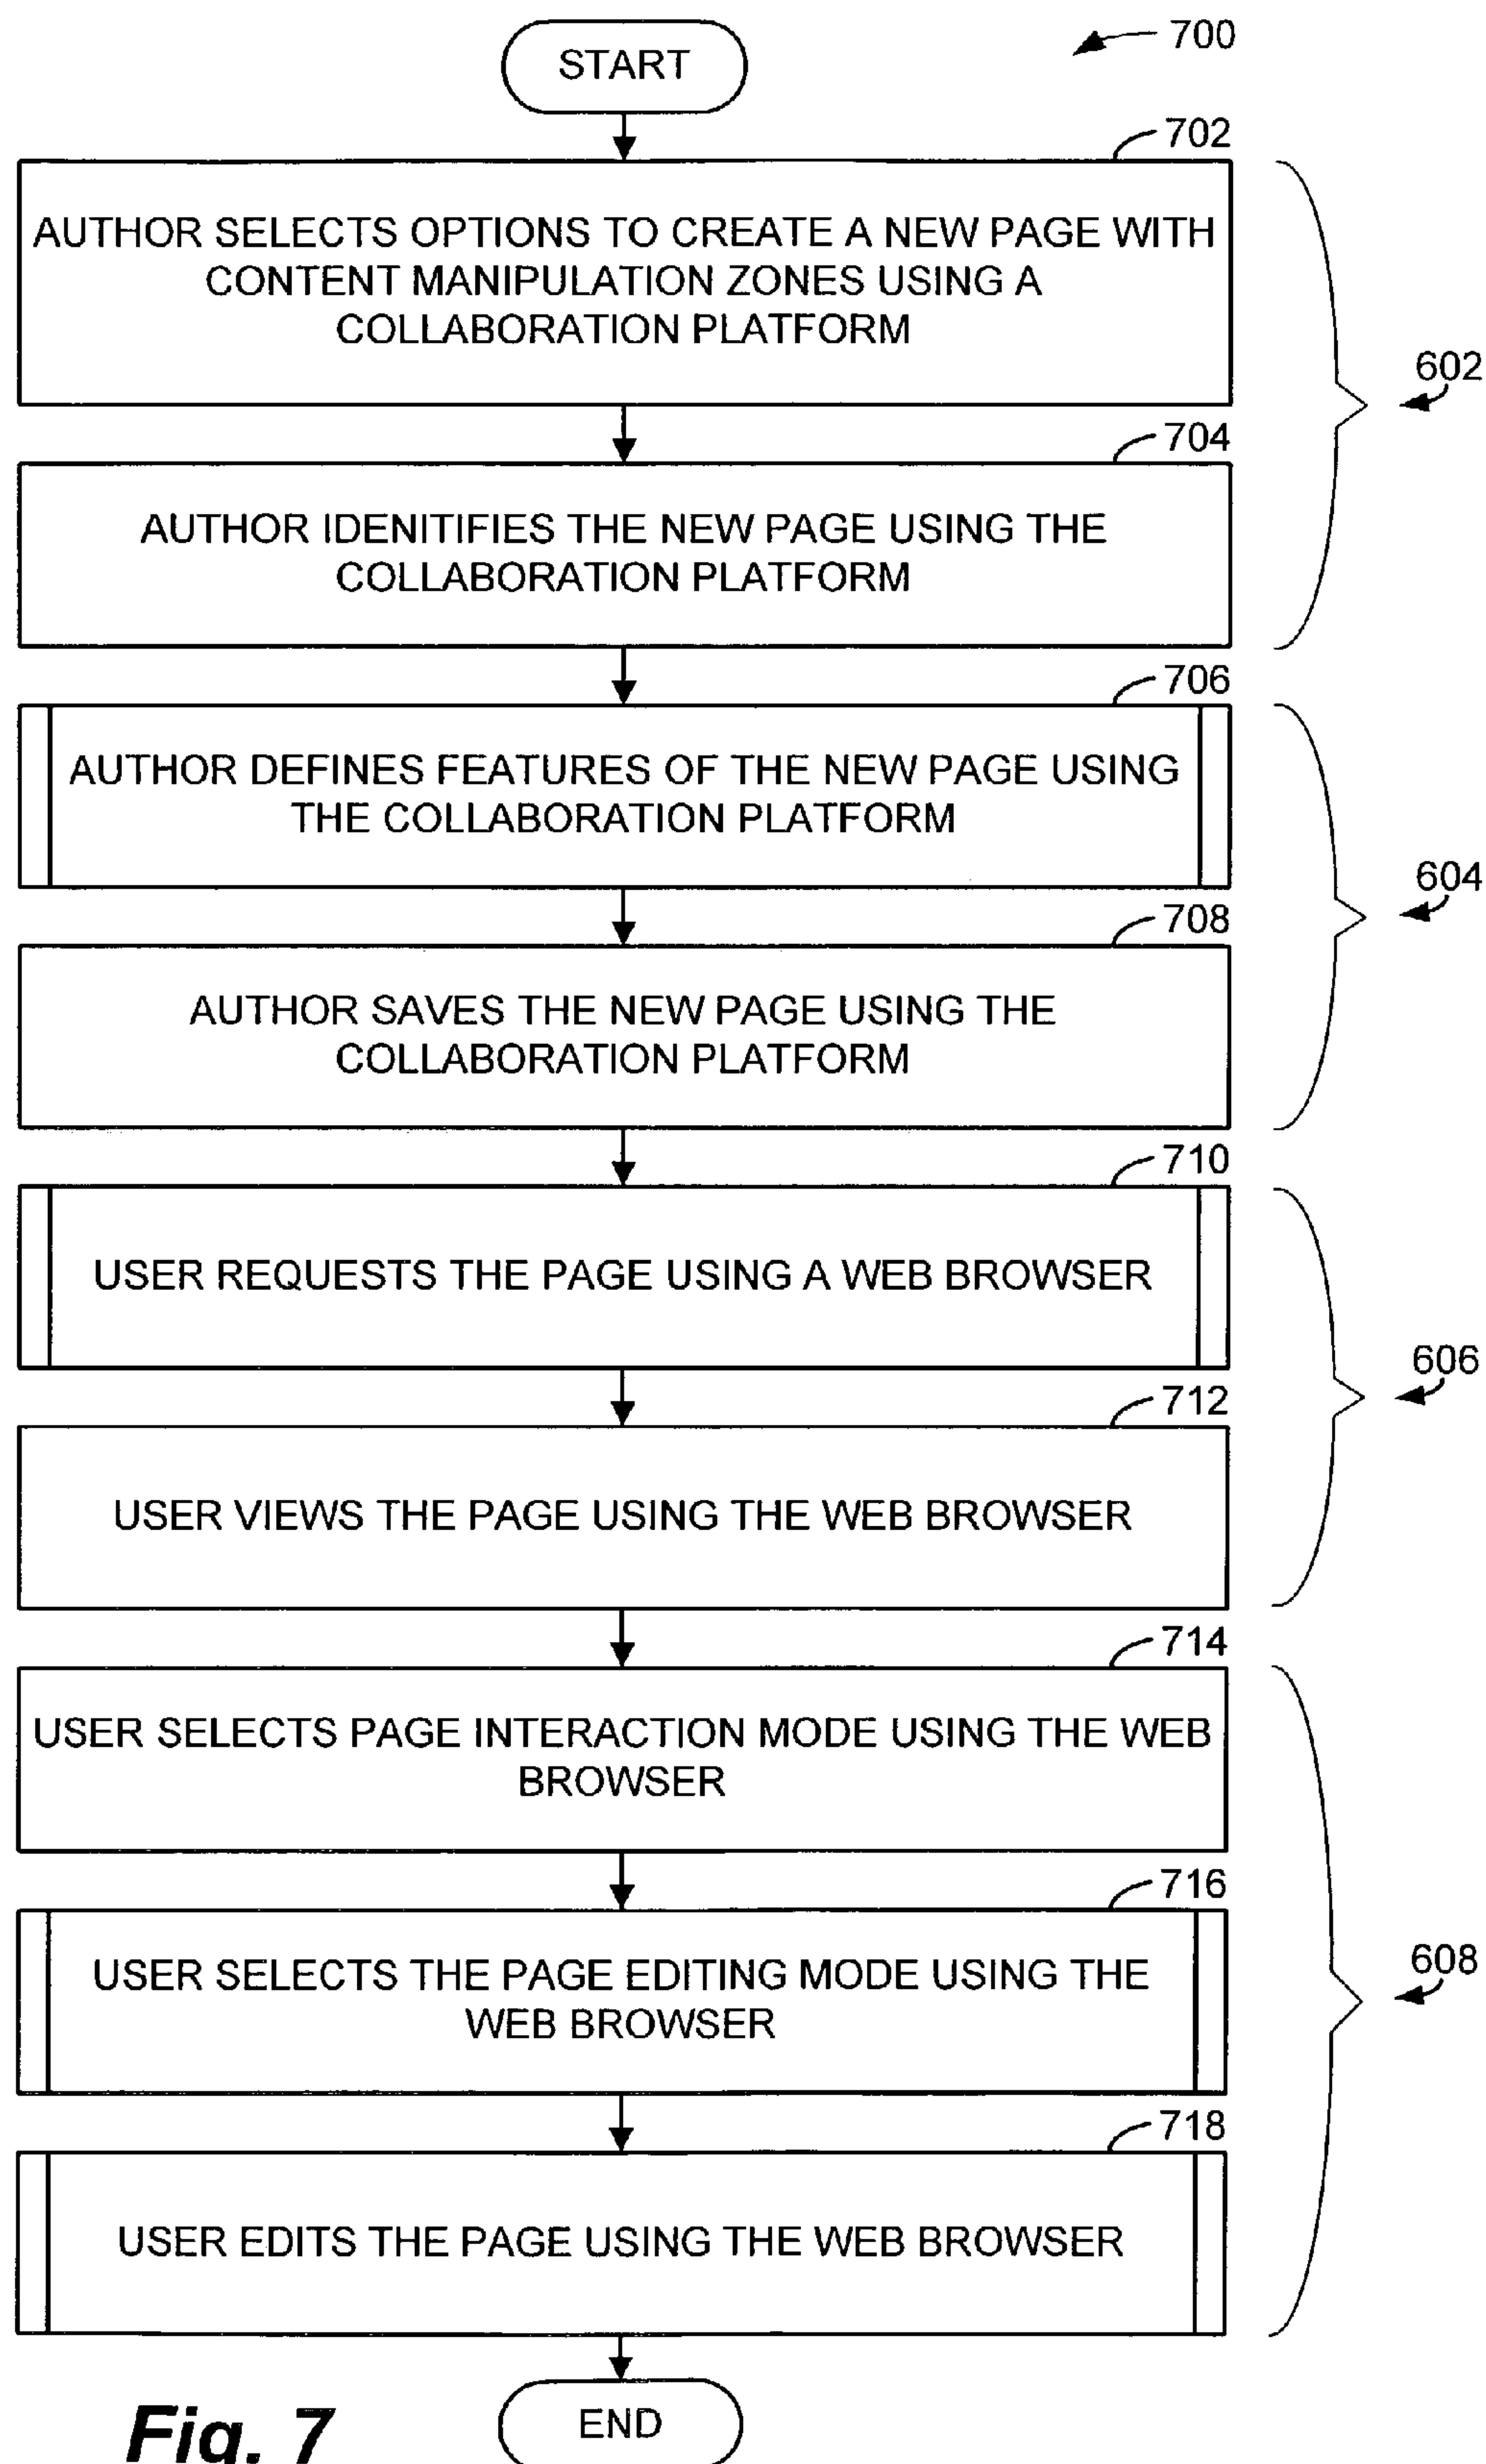 START
700
702
AUTHOR SELECTS OPTIONS TO CREATE A NEW PAGE WITH
CONTENT MANIPULATION ZONES USING A
COLLABORATION PLATFORM
602
704
AUTHOR IDENITIFIES THE NEW PAGE USING THE
COLLABORATION PLATFORM
706
AUTHOR DEFINES FEATURES OF THE NEW PAGE USING
THE COLLABORATION PLATFORM
604
708
AUTHOR SAVES THE NEW PAGE USING THE
COLLABORATION PLATFORM
710
USER REQUESTS THE PAGE USING A WEB BROWSER
606
712
USER VIEWS THE PAGE USING THE WEB BROWSER
714
USER SELECTS PAGE INTERACTION MODE USING THE WEB
BROWSER
716
USER SELECTS THE PAGE EDITING MODE USING THE
WEB BROWSER
608
718
USER EDITS THE PAGE USING THE WEB BROWSER
END
Fig. 7